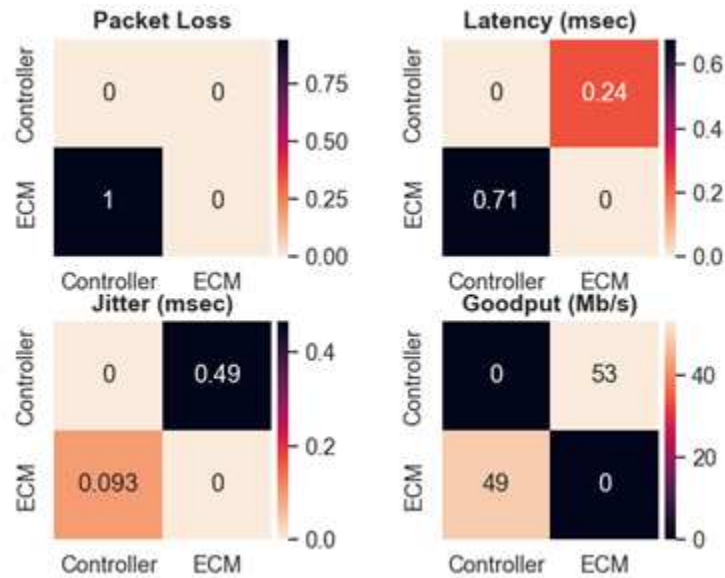 Packet Loss
Controller
ECM
0 0
1 0
0.75
0.50
0.25
0.00
Controller ECM
Latency (msec)
Controller
ECM
0 0.24
0.71 0
0.6
0.4
0.2
0.0
Controller ECM
Jitter (msec)
Controller
ECM
0 0.49
0.093 0
0.4
0.2
0.0
Controller ECM
Goodput (Mb/s)
Controller
ECM
0 53
49 0
40
20
0
Controller ECM